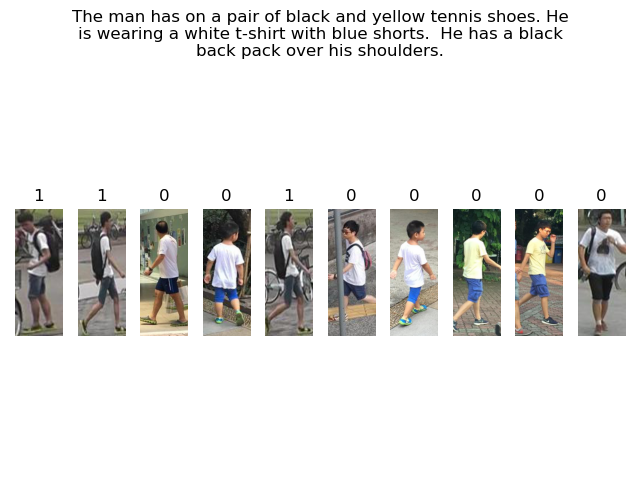 The man has on a pair of black and yellow tennis shoes. He
is wearing a white t-shirt with blue shorts.  He has a black
back pack over his shoulders.
1 1 0 0 1 0 0 0 0 0